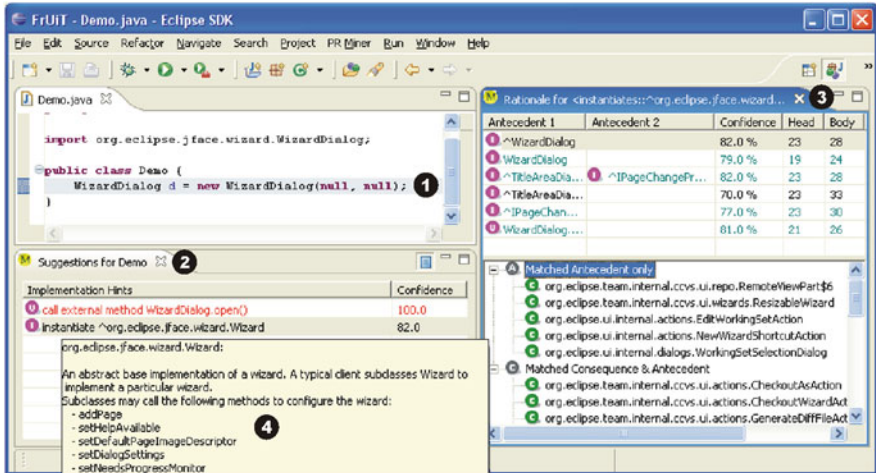 FrUiT - Demo.java - Eclipse SDK
File Edit Source Refactor Navigate Search Project PR Miner Run Window Help
Demo.java
import org.eclipse.jface.wizard.WizardDialog;
public class Demo {
WizardDialog d = new WizardDialog(null, null);
}
1
Suggestions for Demo
2
Implementation Hints Confidence
call external method WizardDialog.open() 100.0
instantiate ^org.eclipse.jface.wizard.Wizard 82.0
org.eclipse.jface.wizard.Wizard:
An abstract base implementation of a wizard. A typical client subclasses Wizard to
implement a particular wizard.
Subclasses may call the following methods to configure the wizard:
- addPage
- setHelpAvailable
- setDefaultPageImageDescriptor
- setDialogSettings
- setNeedsProgressMonitor
4
Rationale for <instantiates::^org.eclipse.jface.wizard...
3
Antecedent 1 Antecedent 2 Confidence Head Body
^WizardDialog 82.0 % 23 28
WizardDialog 79.0 % 19 24
^TitleAreaDia... ^IPageChangePr... 82.0 % 23 28
^TitleAreaDia... 70.0 % 23 33
^IPageChan... 77.0 % 23 30
WizardDialog.... 81.0 % 21 26
A Matched Antecedent only
C org.eclipse.team.internal.ccvs.ui.repo.RemoteViewPart$6
C org.eclipse.team.internal.ccvs.ui.wizards.ResizableWizard
C org.eclipse.ui.internal.actions.EditWorkingSetAction
C org.eclipse.ui.internal.actions.NewWizardShortcutAction
C org.eclipse.ui.internal.dialogs.WorkingSetSelectionDialog
C Matched Consequence & Antecedent
C org.eclipse.team.internal.ccvs.ui.actions.CheckoutAsAction
C org.eclipse.team.internal.ccvs.ui.actions.CheckoutWizardAct
C org.eclipse.team.internal.ccvs.ui.actions.GenerateDiffFileAct